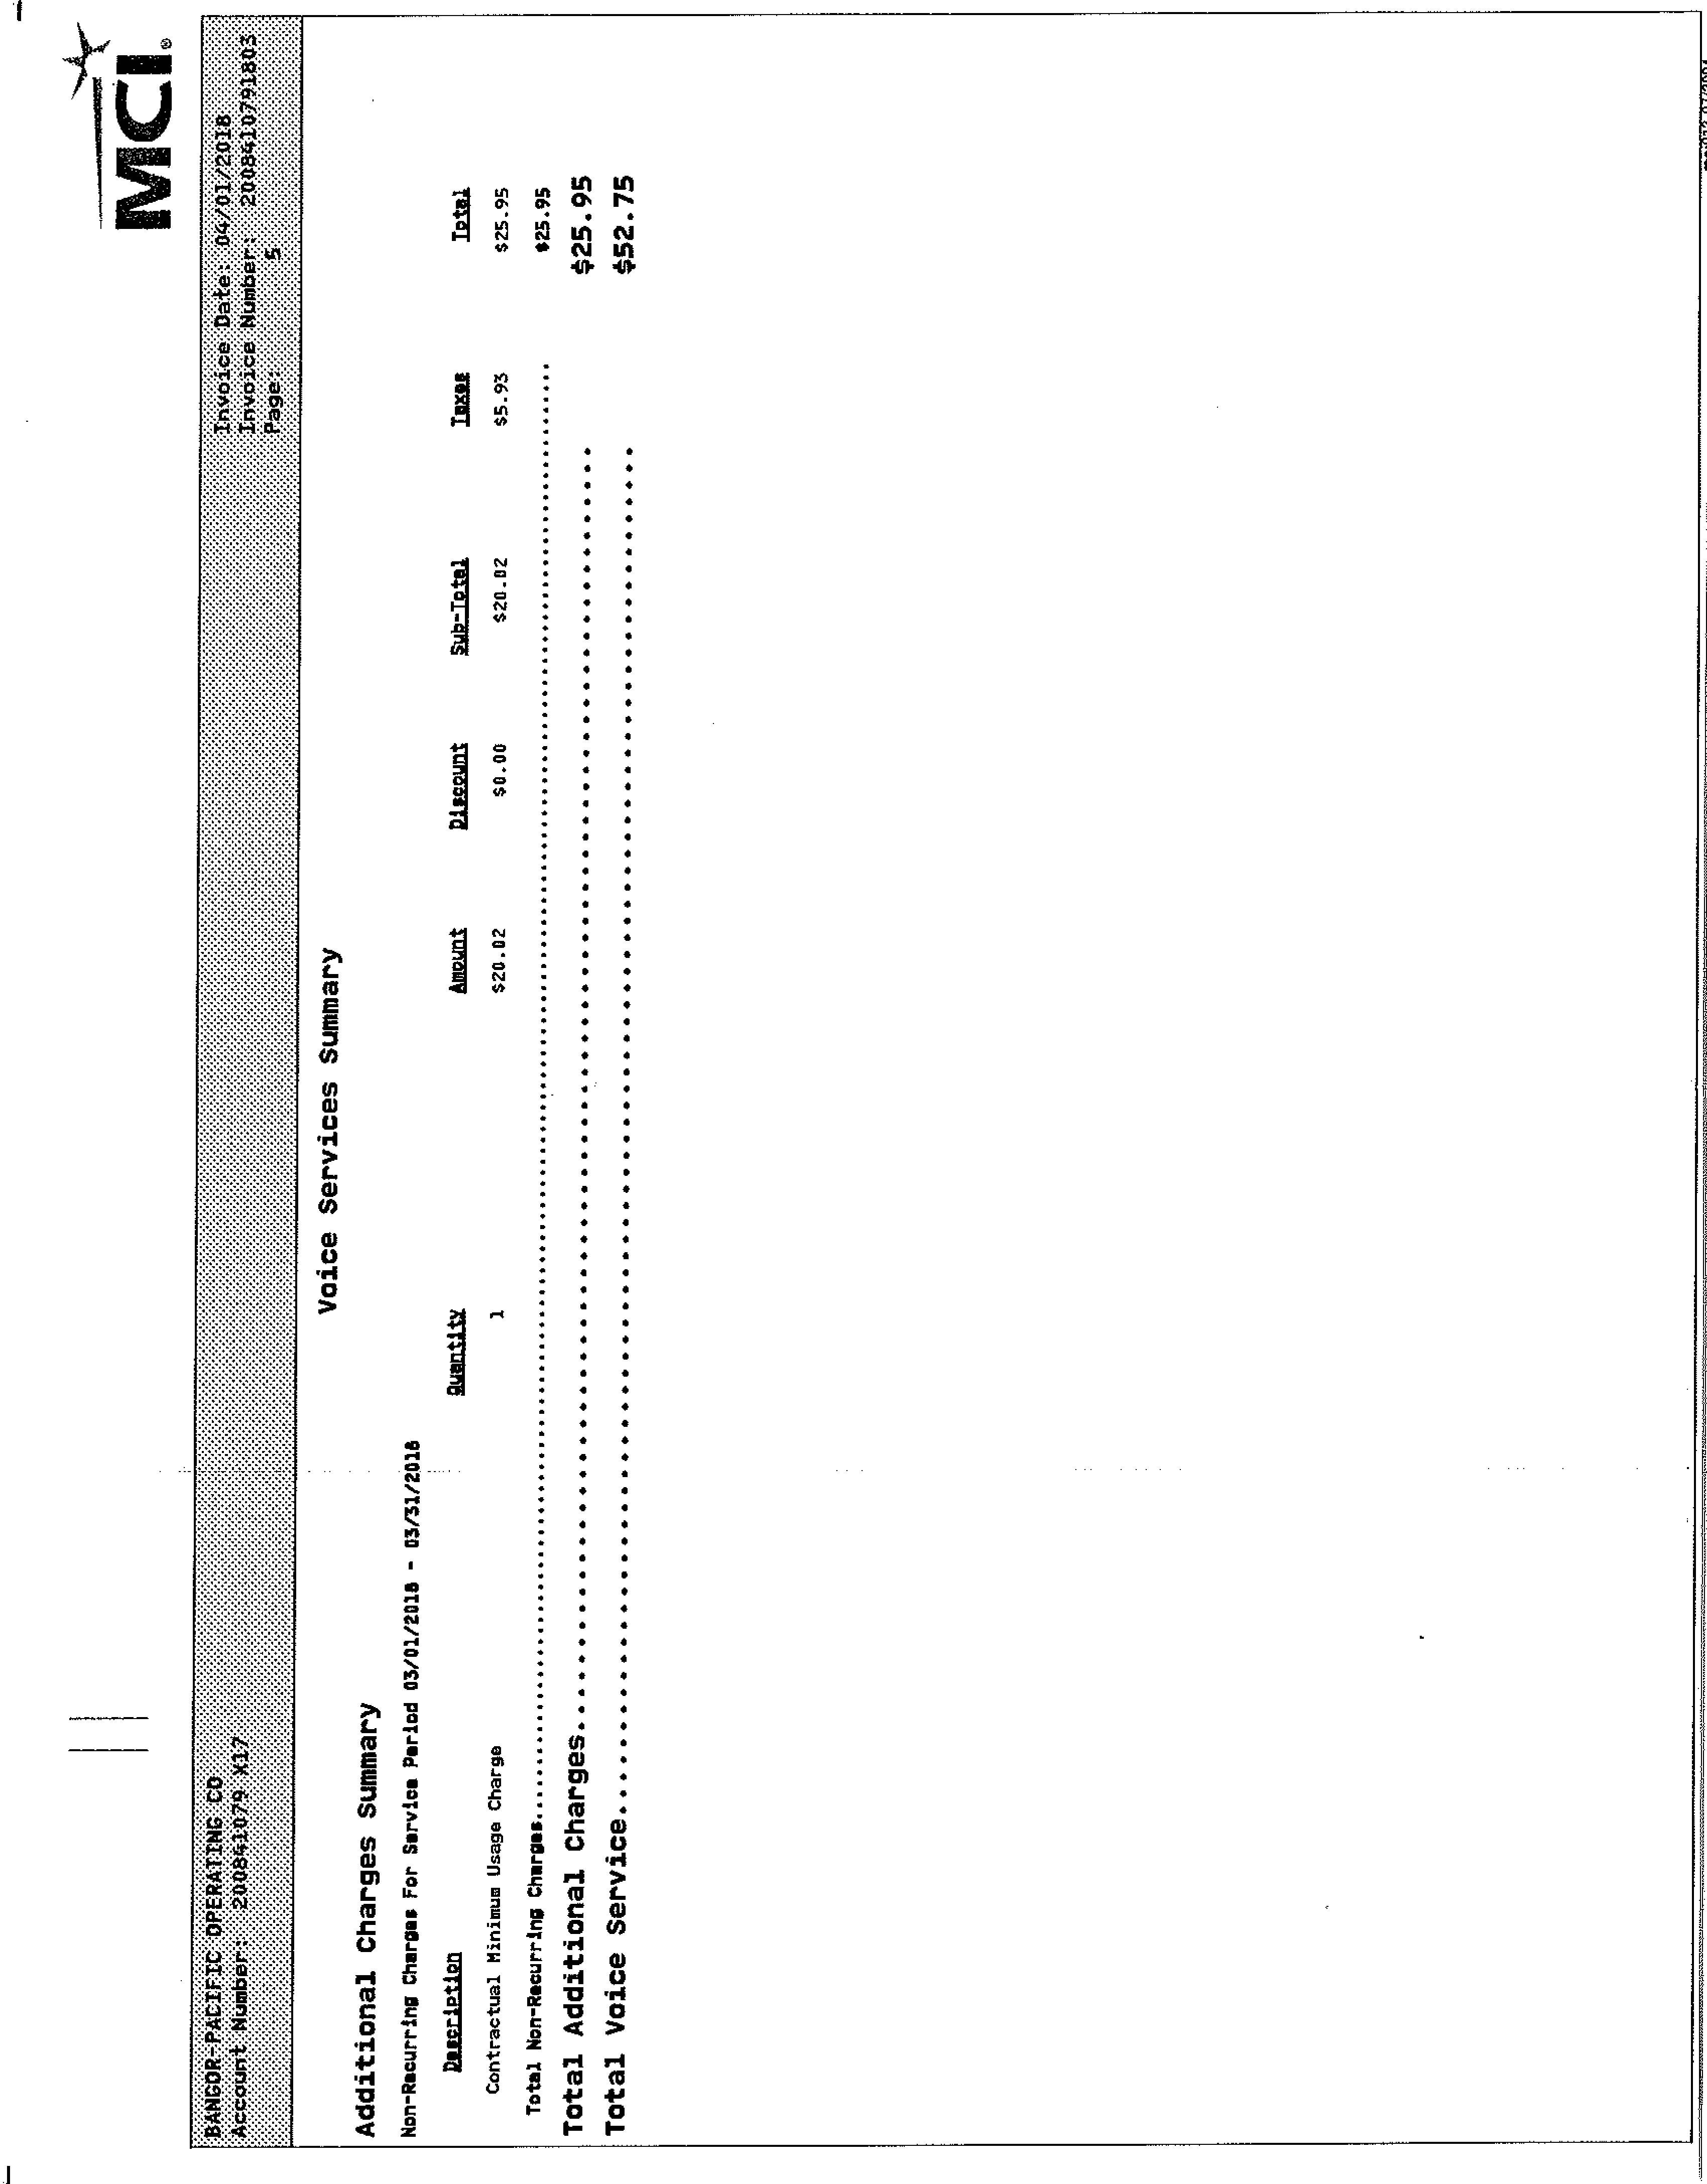 MCI®
BANGOR-PACIFIC OPERATING CO Invoice Date: 04/01/2018
Account Number: 200841079 X17 Invoice Number: 2008410791803
Page: 5
Voice Services Summary
Additional Charges Summary
Non-Recurring Charges For Service Period 03/01/2018 - 03/31/2018
Description Quantity Amount Discount Sub-Total Taxes Total
Contractual Minimum Usage Charge 1 $20.02 $0.00 $20.02 $5.93 $25.95
Total Non-Recurring Charges $25.95
Total Additional Charges $25.95
Total Voice Service $52.75